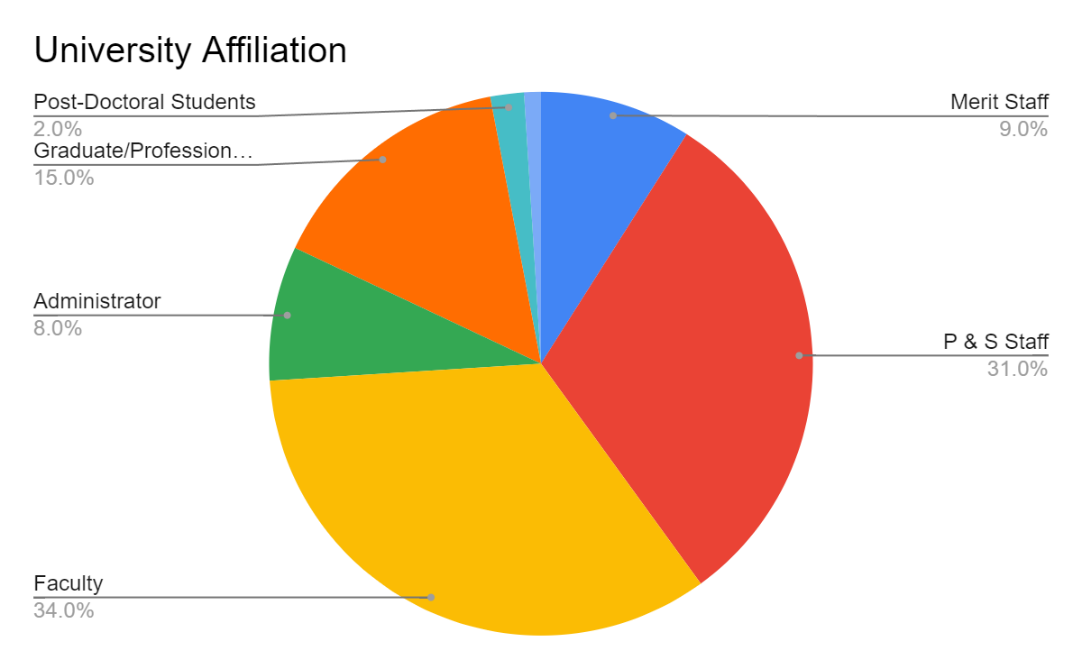 University Affiliation
Post-Doctoral Students
2.0%
Graduate/Profession…
15.0%
Administrator
8.0%
Faculty
34.0%
Merit Staff
9.0%
P & S Staff
31.0%